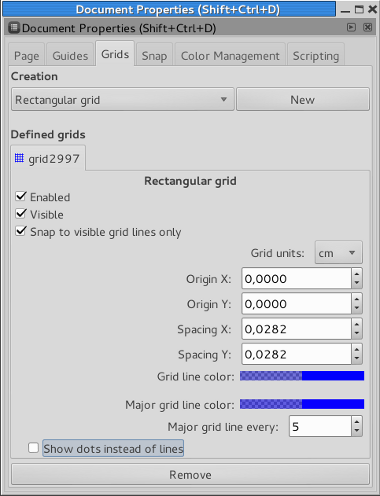 Document Properties (Shift+Ctrl+D)
Document Properties (Shift+Ctrl+D)
Page Guides Grids Snap Color Management Scripting
Creation
Rectangular grid New
Defined grids
grid2997
Rectangular grid
Enabled
Visible
Snap to visible grid lines only
Grid units: cm
Origin X: 0,0000
Origin Y: 0,0000
Spacing X: 0,0282
Spacing Y: 0,0282
Grid line color:
Major grid line color:
Major grid line every: 5
Show dots instead of lines
Remove